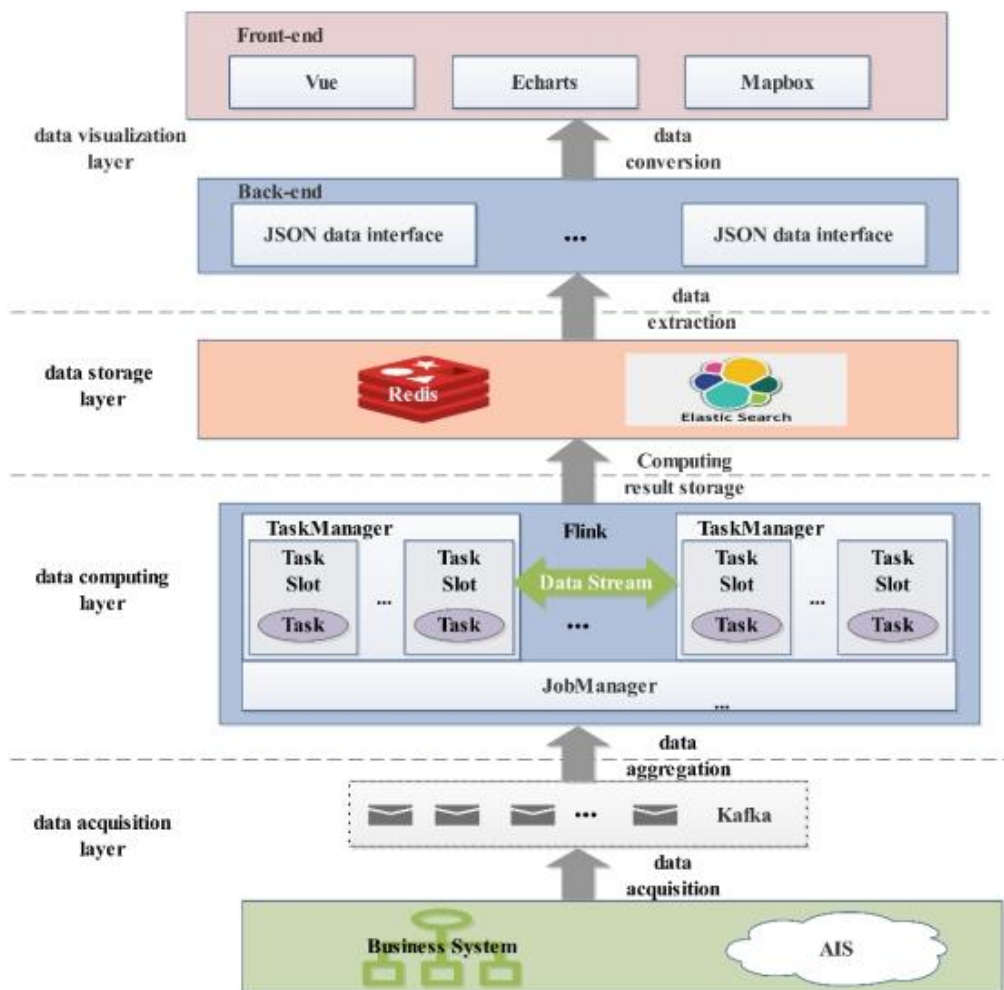 Front-end
Vue
Echarts
Mapbox
data visualization
layer
data
conversion
Back-end
JSON data interface
...
JSON data interface
data
extraction
data storage
layer
Redis
Elastic Search
Computing
result storage
data computing
layer
TaskManager
Flink
TaskManager
Task
Slot
Task
...
Task
Slot
Task
Data Stream
...
Task
Slot
Task
...
Task
Slot
Task
JobManager
...
data
aggregation
data acquisition
layer
...
Kafka
data
acquisition
Business System
AIS